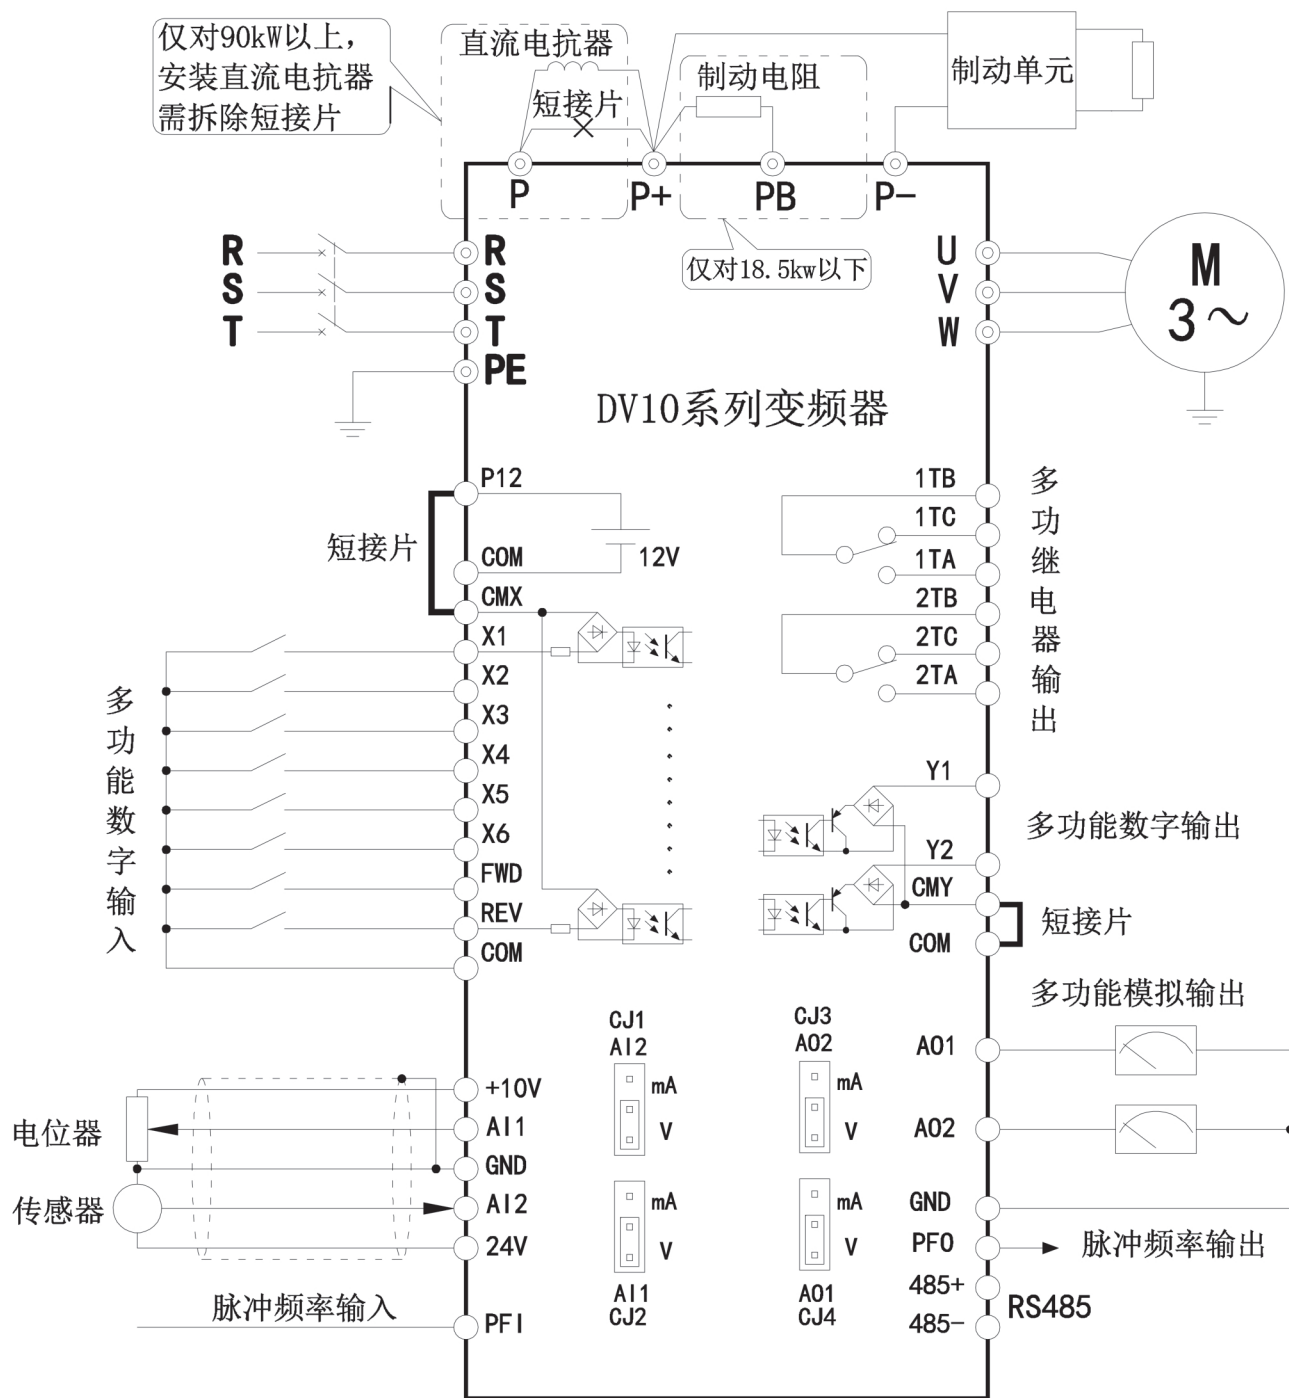 仅对90kW以上，
安装直流电抗器
需拆除短接片
直流电抗器
短接片
制动电阻
制动单元
P
P+
PB
P-
仅对18.5kw以下
R
R
S
S
T
T
PE
U
V
W
M
3～
DV10系列变频器
P12
COM
12V
CMX
短接片
X1
X2
X3
X4
X5
X6
FWD
REV
COM
多功能数字输入
1TB
1TC
1TA
2TB
2TC
2TA
多功能继电器输出
Y1
Y2
CMY
COM
多功能数字输出
短接片
多功能模拟输出
CJ1
AI2
mA
V
CJ3
AO2
mA
V
AO1
AO2
GND
PFO
脉冲频率输出
485+
485-
RS485
+10V
AI1
GND
AI2
24V
电位器
传感器
脉冲频率输入
PFI
mA
V
AI1
CJ2
mA
V
AO1
CJ4